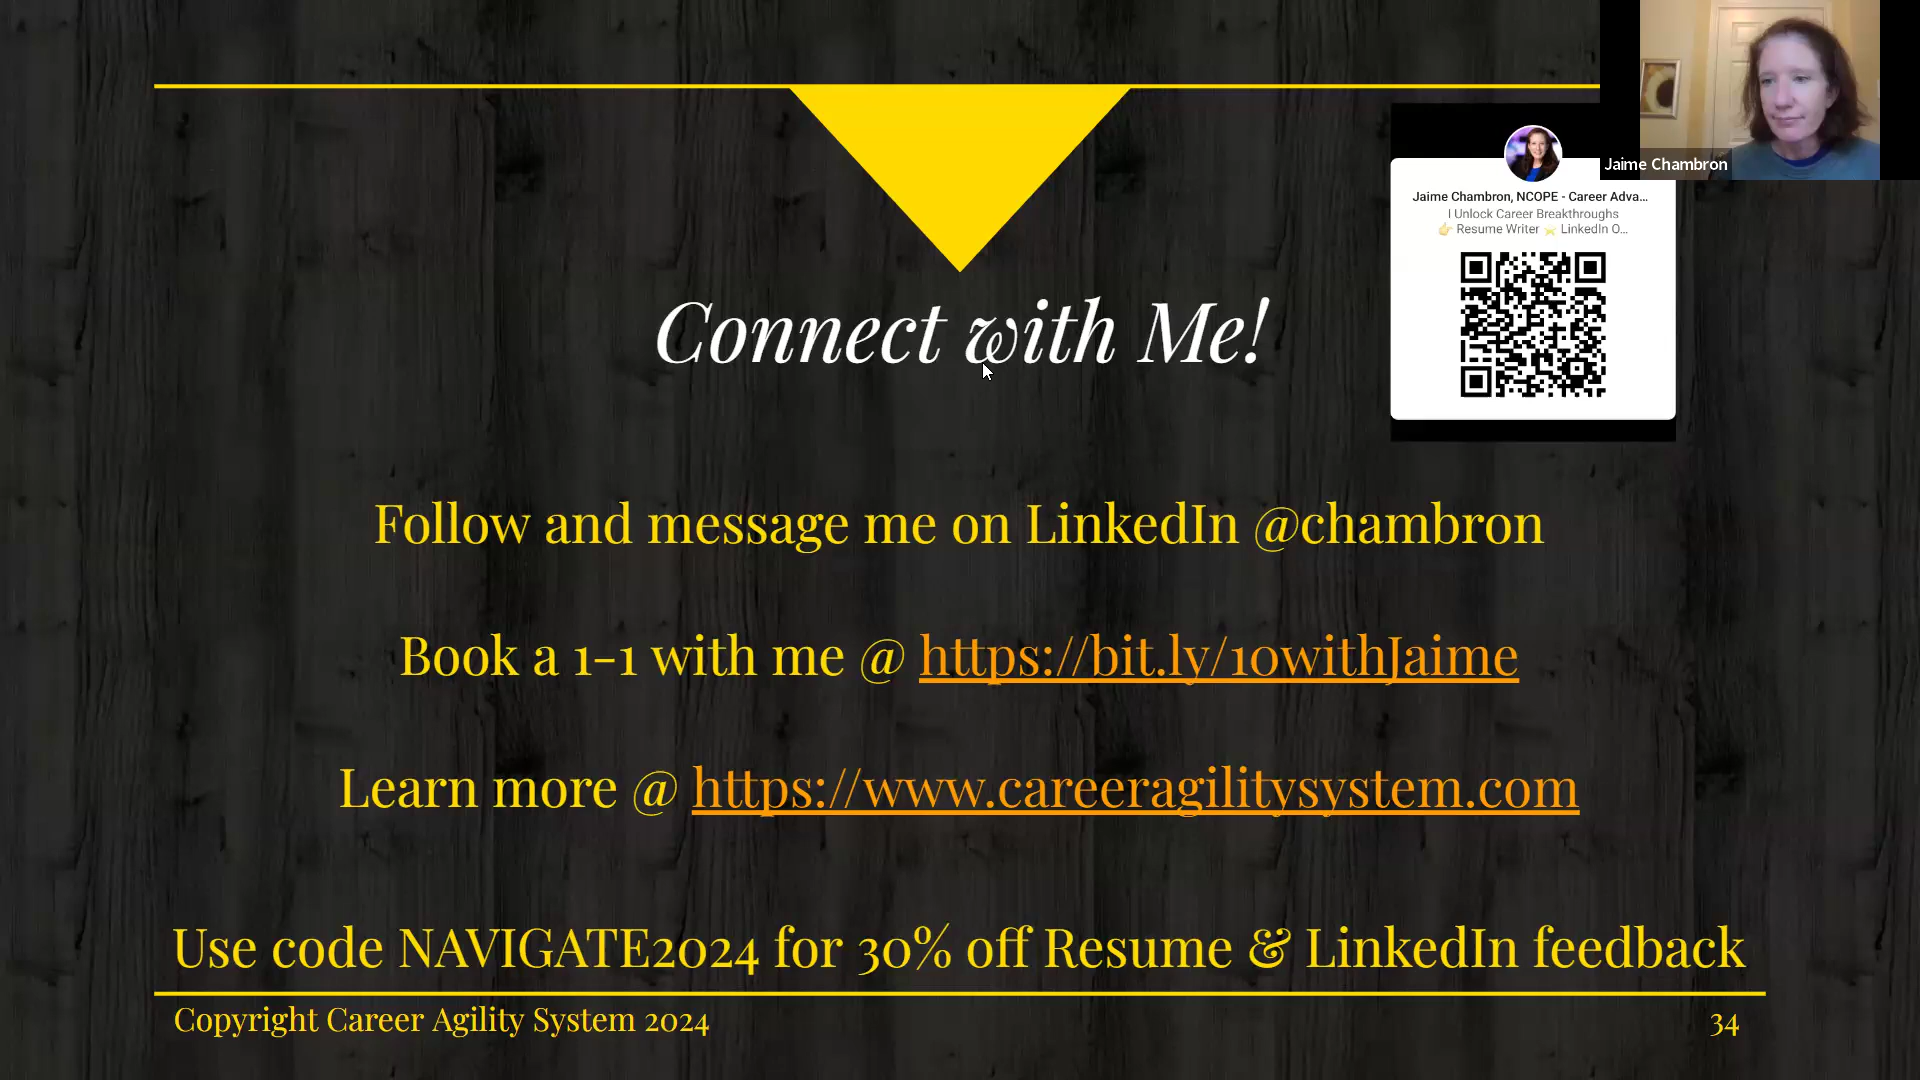 Jaime Chambron
Jaime Chambron, NCOPE - Career Adva...
I Unlock Career Breakthroughs
👉 Resume Writer ⭐ LinkedIn O...
Connect with Me!
Follow and message me on LinkedIn @chambron
Book a 1-1 with me @ https://bit.ly/10withJaime
Learn more @ https://www.careeragilitysystem.com
Use code NAVIGATE2024 for 30% off Resume & LinkedIn feedback
Copyright Career Agility System 2024
34